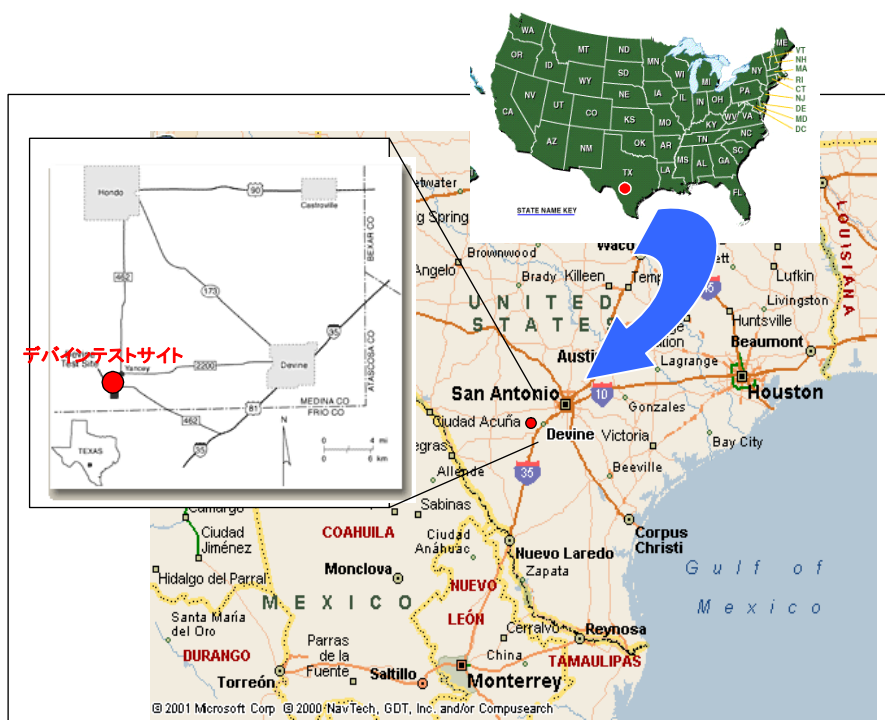 WA
OR
CA
NV
ID
MT
WY
UT
AZ
CO
NM
ND
SD
NE
KS
OK
TX
MN
IA
MO
AR
LA
WI
IL
MS
MI
IN
OH
KY
TN
AL
GA
FL
SC
NC
VA
WV
PA
NY
ME
VT
NH
MA
RI
CT
NJ
DE
MD
DC
STATE NAME KEY
Hondo
90
Castroville
462
173
BEXAR CO
ATASCOSA CO
35
デバインテストサイト
Test Site
Yancey
2200
Devine
MEDINA CO
FRIO CO
81
462
35
TEXAS
N
0 4 mi
0 6 km
Brownwood
Angelo
Brady
Killeen
Waco
45
Lufkin
Livingston
Huntsville
LOUISIANA
UNITED
STATES
Beaumont
Lagrange
San Antonio
10
Houston
Gonzales
Ciudad Acuña
Devine
Victoria
Bay City
Allende
35
Beeville
Sabinas
Camargo
COAHUILA
Ciudad
Anáhuac
Corpus
Christi
Ciudad
Jiménez
Nuevo Laredo
Hidalgo del Parral
Monclova
Zapata
Gulf of
Mexico
NUEVO
LEÓN
MEXICO
Santa María
del Oro
Parras
de la
Fuente
Cerralvo
Reynosa
DURANGO
China
TAMAULIPAS
Torreón
Saltillo
Monterrey
© 2001 Microsoft Corp © 2000 NavTech, GDT, Inc. and/or Compusearch